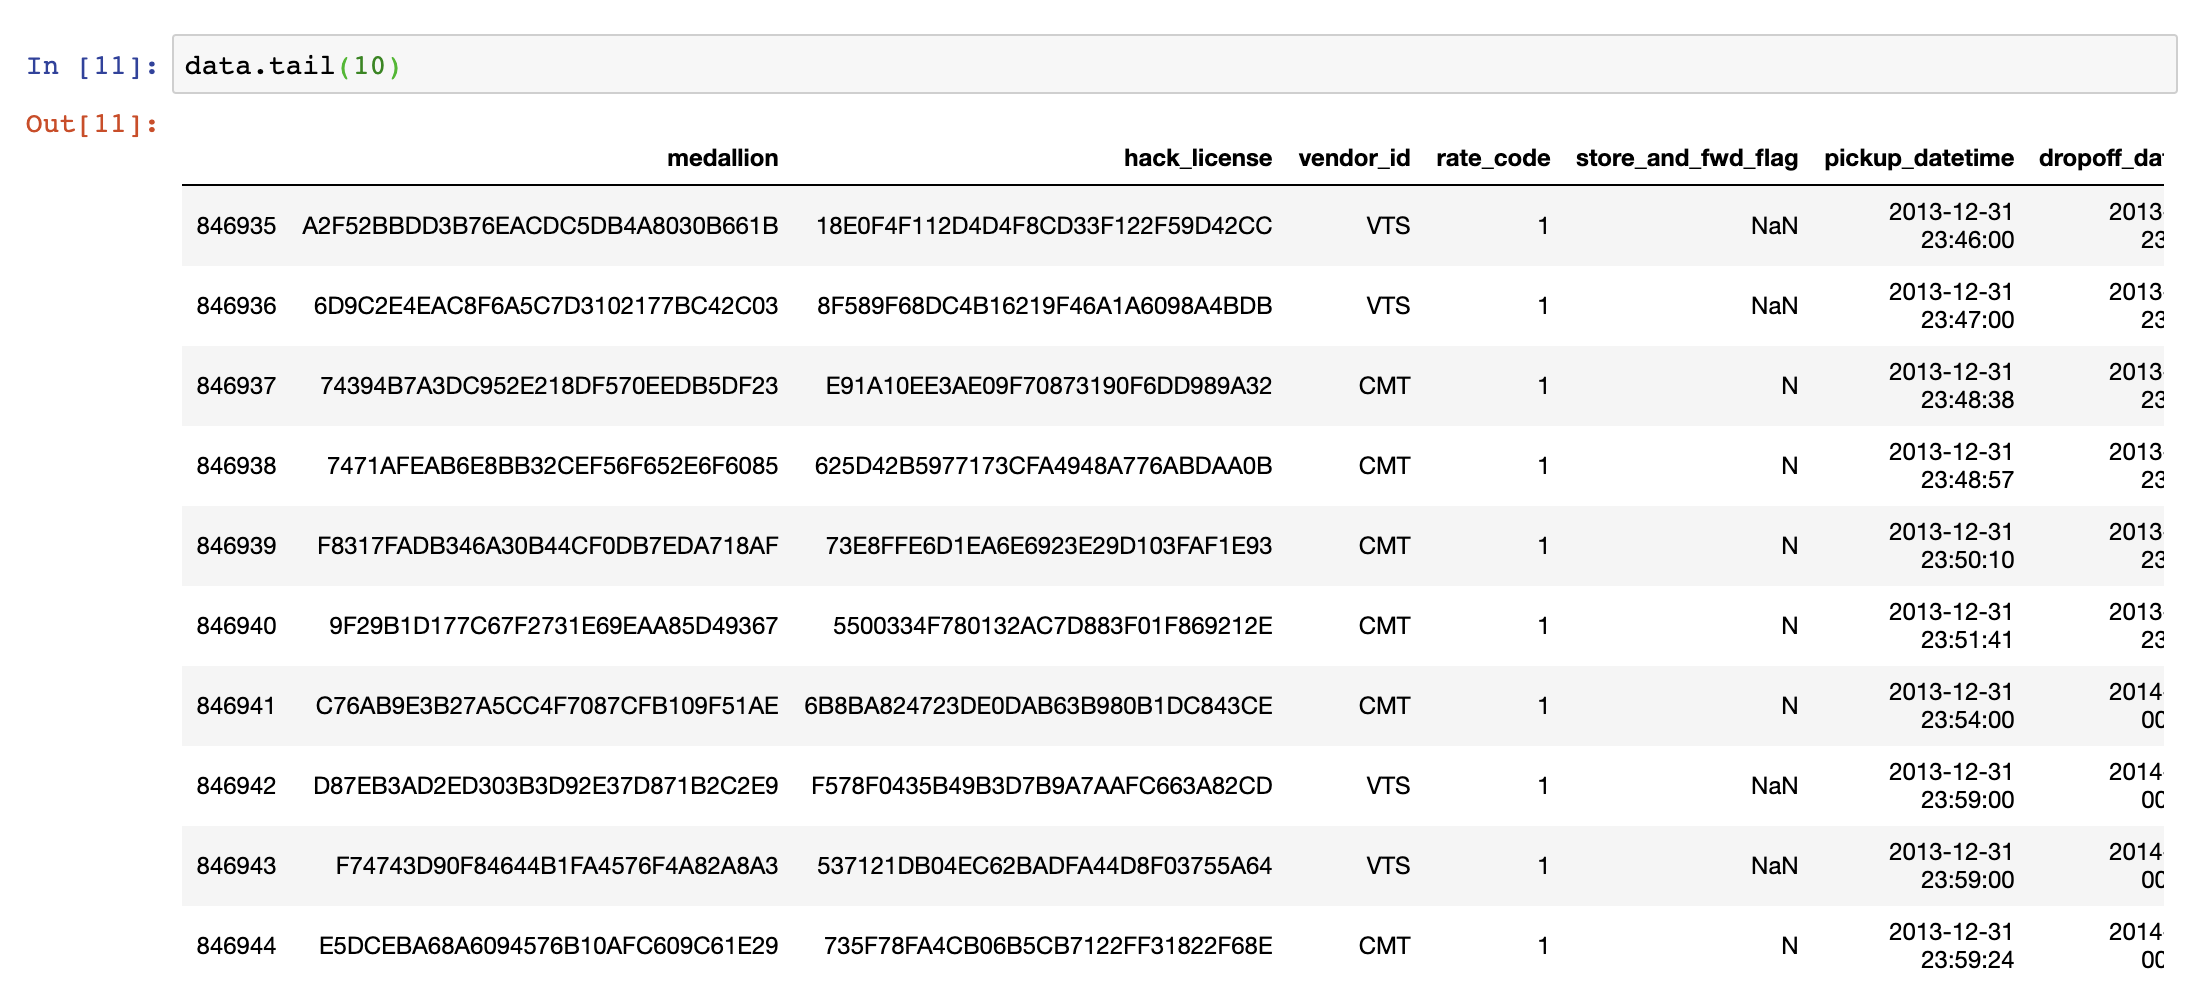 In [11]: data.tail(10)
Out[11]:
medallion hack_license vendor_id rate_code store_and_fwd_flag pickup_datetime dropoff_dat
846935 A2F52BBDD3B76EACDC5DB4A8030B661B 18E0F4F112D4D4F8CD33F122F59D42CC VTS 1 NaN 2013-12-31 2013-
23:46:00 23
846936 6D9C2E4EAC8F6A5C7D3102177BC42C03 8F589F68DC4B16219F46A1A6098A4BDB VTS 1 NaN 2013-12-31 2013-
23:47:00 23
846937 74394B7A3DC952E218DF570EEDB5DF23 E91A10EE3AE09F70873190F6DD989A32 CMT 1 N 2013-12-31 2013-
23:48:38 23
846938 7471AFEAB6E8BB32CEF56F652E6F6085 625D42B5977173CFA4948A776ABDAA0B CMT 1 N 2013-12-31 2013-
23:48:57 23
846939 F8317FADB346A30B44CF0DB7EDA718AF 73E8FFE6D1EA6E6923E29D103FAF1E93 CMT 1 N 2013-12-31 2013-
23:50:10 23
846940 9F29B1D177C67F2731E69EAA85D49367 5500334F780132AC7D883F01F869212E CMT 1 N 2013-12-31 2013-
23:51:41 23
846941 C76AB9E3B27A5CC4F7087CFB109F51AE 6B8BA824723DE0DAB63B980B1DC843CE CMT 1 N 2013-12-31 2014-
23:54:00 00
846942 D87EB3AD2ED303B3D92E37D871B2C2E9 F578F0435B49B3D7B9A7AAFC663A82CD VTS 1 NaN 2013-12-31 2014-
23:59:00 00
846943 F74743D90F84644B1FA4576F4A82A8A3 537121DB04EC62BADFA44D8F03755A64 VTS 1 NaN 2013-12-31 2014-
23:59:00 00
846944 E5DCEBA68A6094576B10AFC609C61E29 735F78FA4CB06B5CB7122FF31822F68E CMT 1 N 2013-12-31 2014-
23:59:24 00